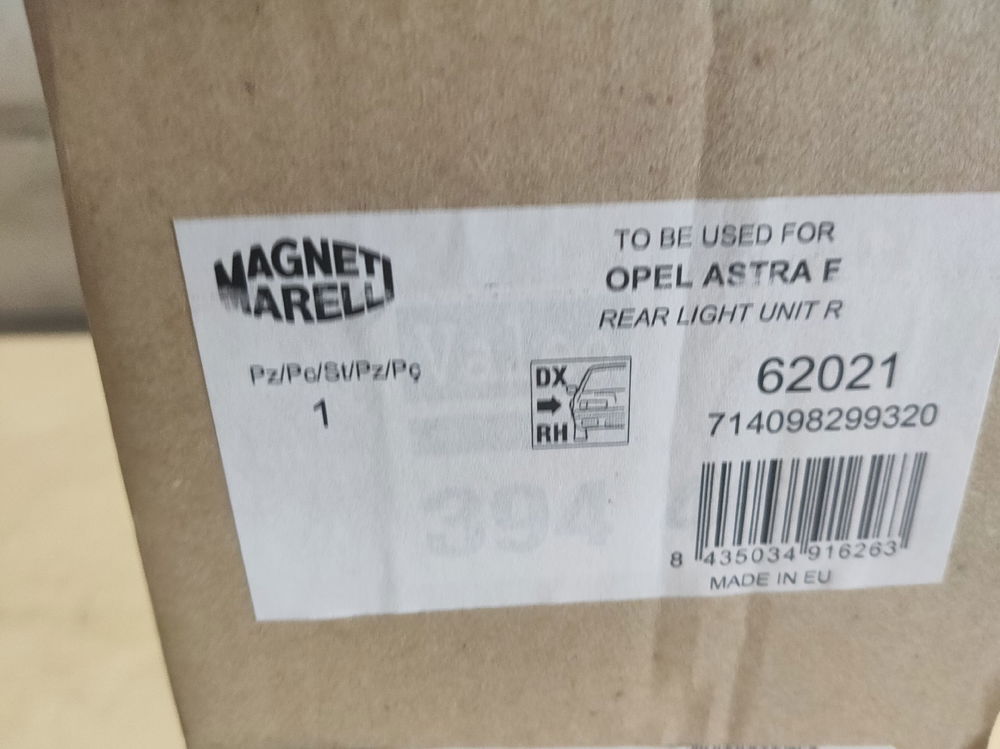 MAGNETI
MARELLI
TO BE USED FOR
OPEL ASTRA F
REAR LIGHT UNIT R
Pz/Pc/St/Pz/Pç
1
DX
RH
62021
714098299320
8 435034 916263
MADE IN EU
394